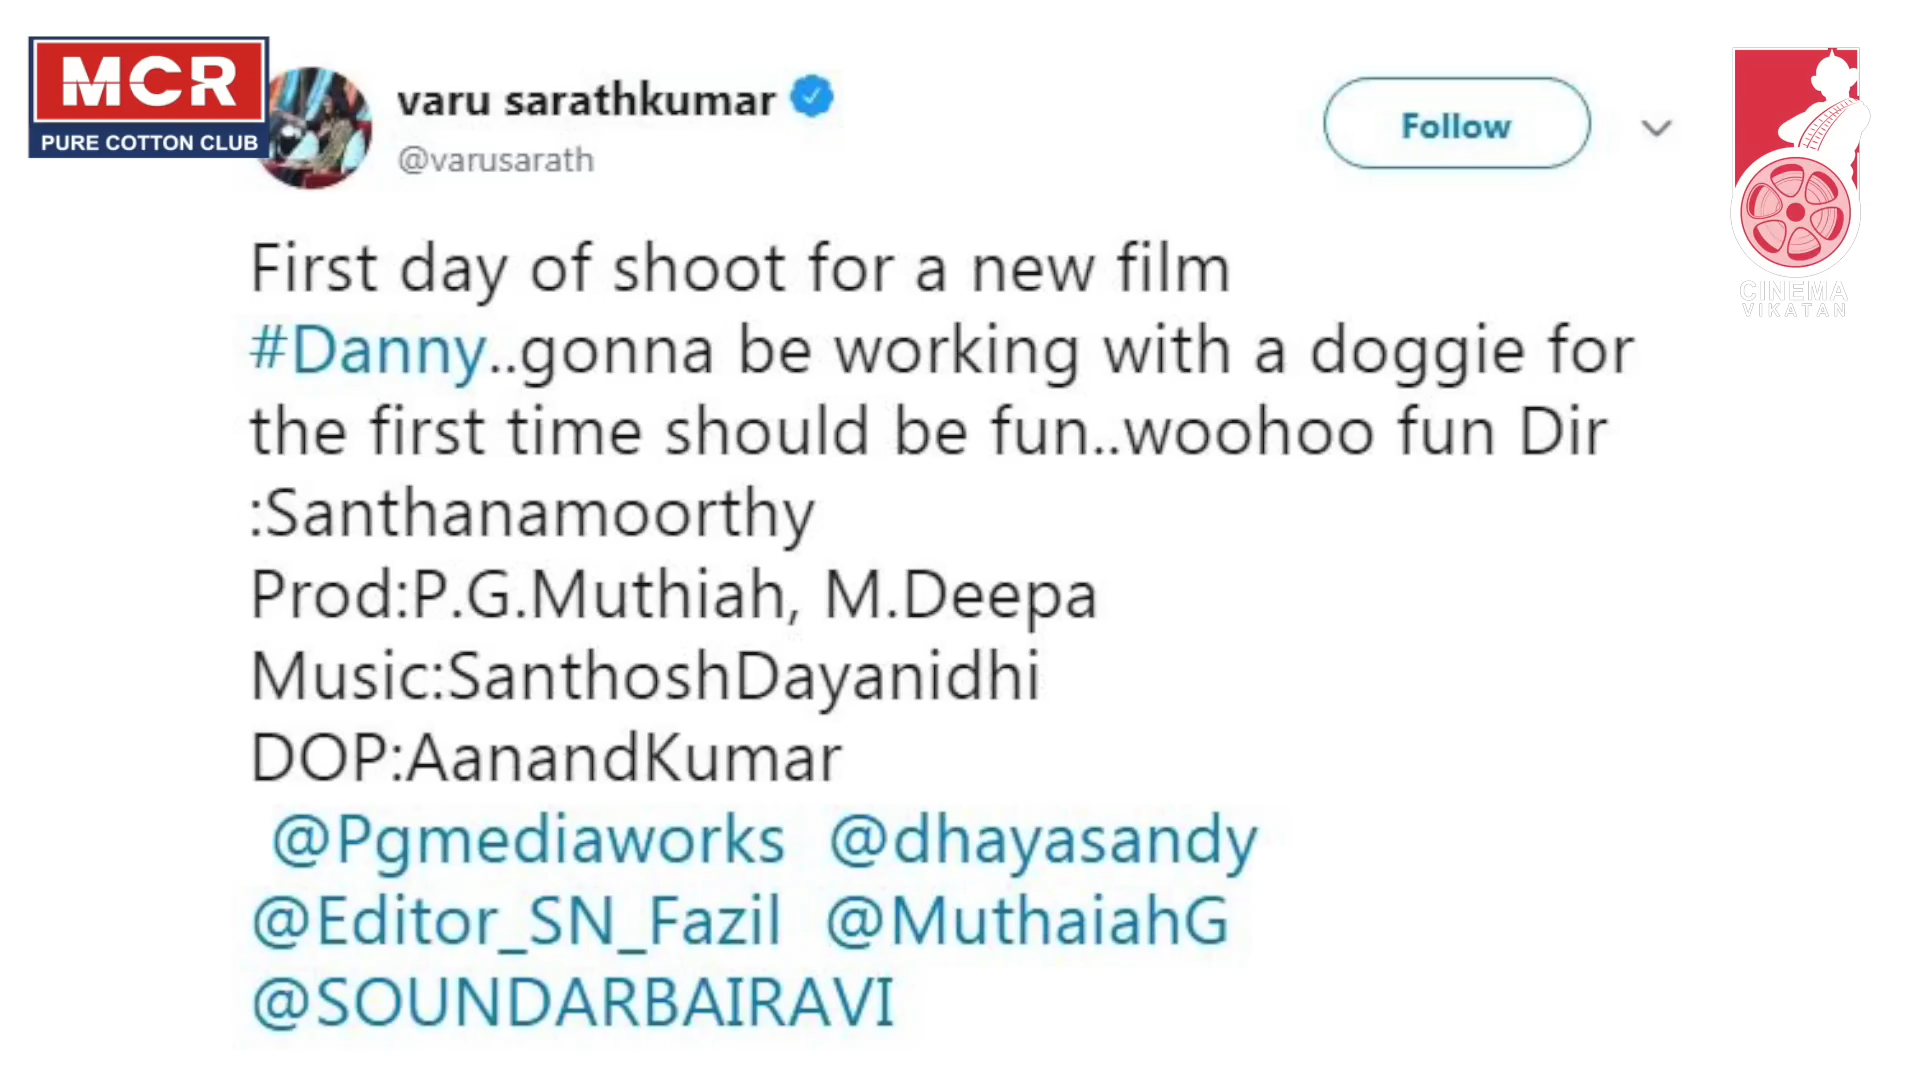 MCR
PURE COTTON CLUB
varu sarathkumar
@varusarath
Follow
CINEMA
VIKATAN
First day of shoot for a new film
#Danny..gonna be working with a doggie for
the first time should be fun..woohoo fun Dir
:Santhanamoorthy
Prod:P.G.Muthiah, M.Deepa
Music:SanthoshDayanidhi
DOP:AanandKumar
@Pgmediaworks @dhayasandy
@Editor_SN_Fazil @MuthaiahG
@SOUNDARBAIRAVI